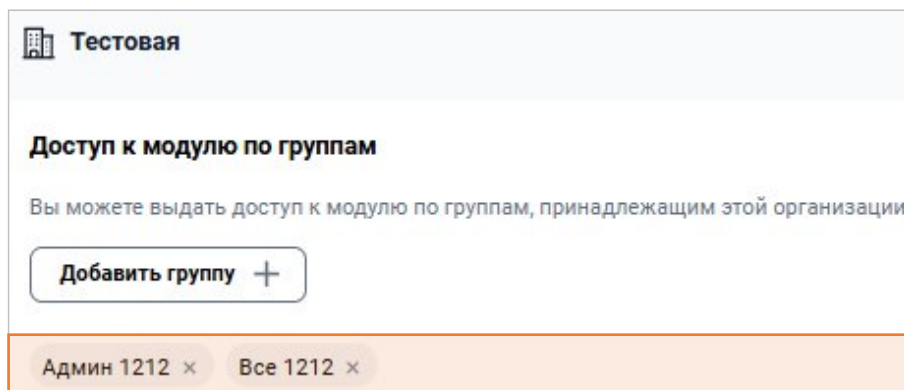 Тестовая
Доступ к модулю по группам
Вы можете выдать доступ к модулю по группам, принадлежащим этой организации
Добавить группу +
Админ 1212 × Все 1212 ×